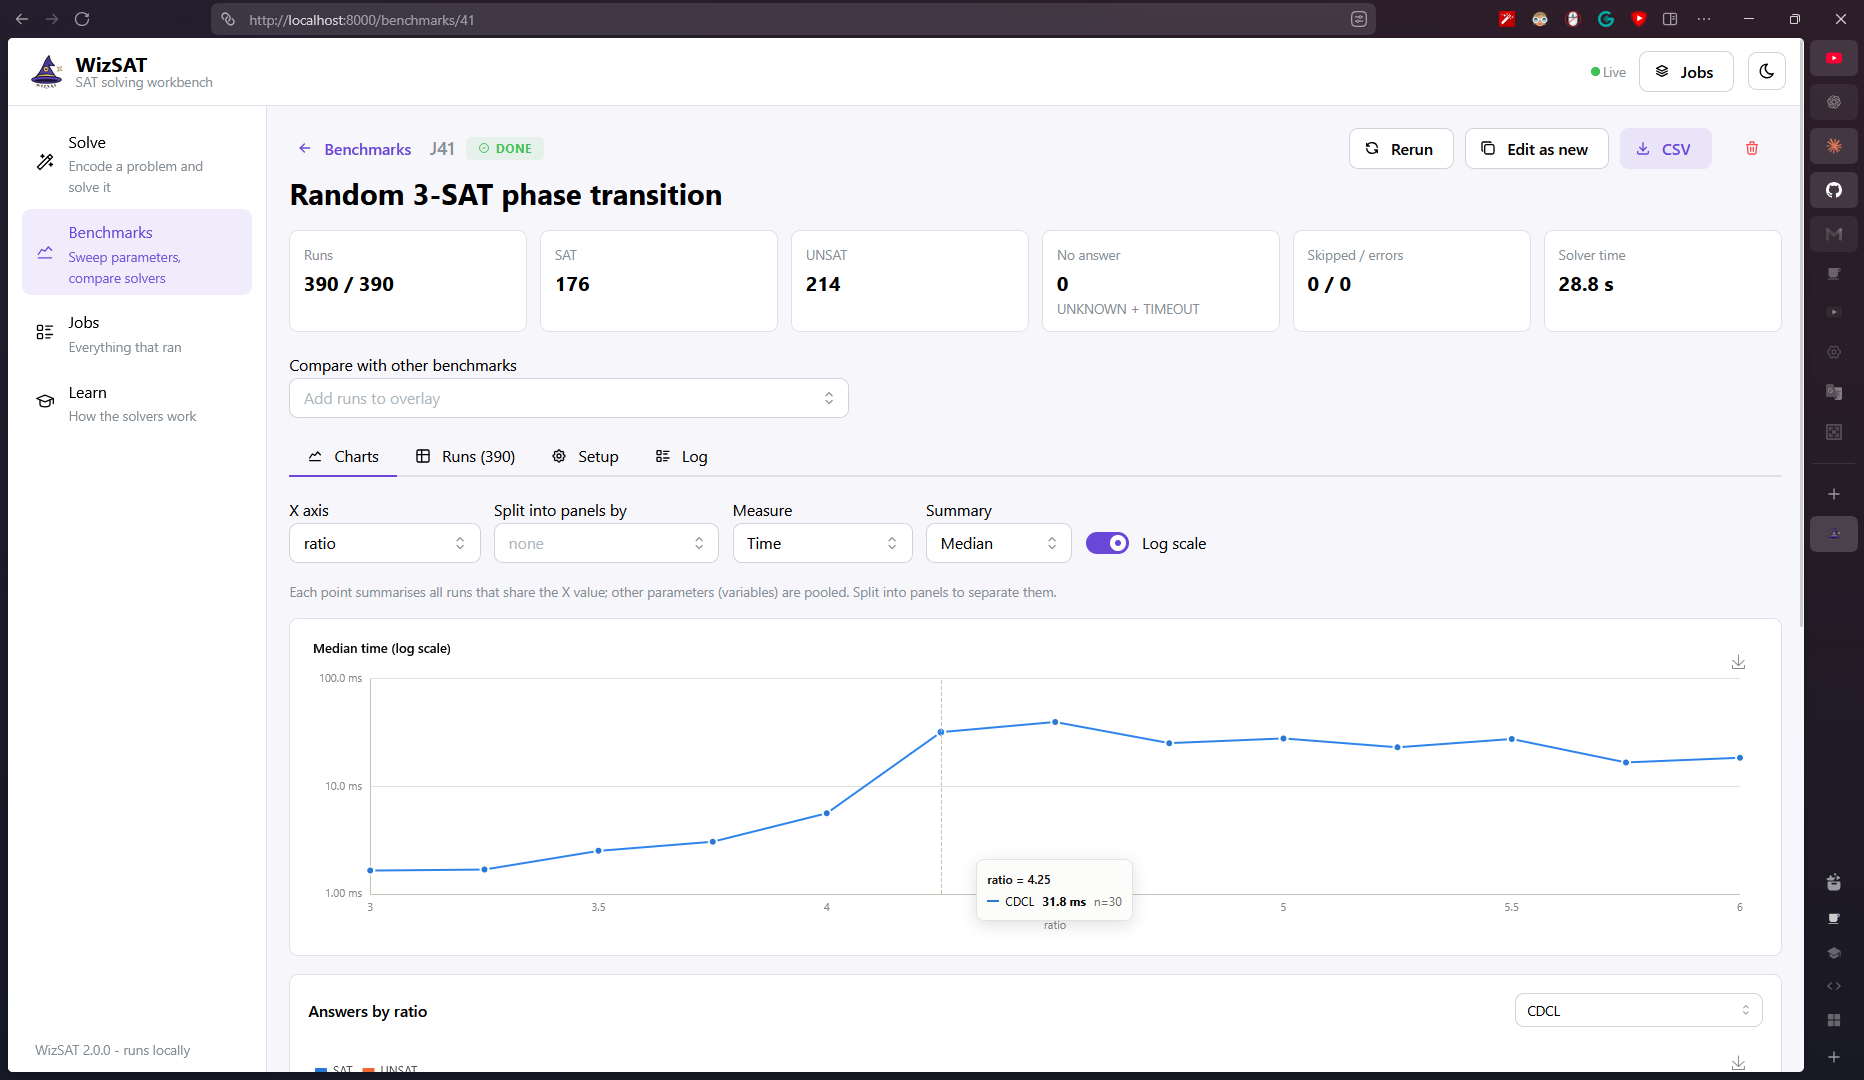 http://localhost:8000/benchmarks/41
WizSAT
SAT solving workbench
Live
Jobs
Solve
Encode a problem and
solve it
Benchmarks
Sweep parameters,
compare solvers
Jobs
Everything that ran
Learn
How the solvers work
WizSAT 2.0.0 - runs locally
Benchmarks J41 DONE
Rerun
Edit as new
CSV
Random 3-SAT phase transition
Runs
390 / 390
SAT
176
UNSAT
214
No answer
0
UNKNOWN + TIMEOUT
Skipped / errors
0 / 0
Solver time
28.8 s
Compare with other benchmarks
Add runs to overlay
Charts Runs (390) Setup Log
X axis
ratio
Split into panels by
none
Measure
Time
Summary
Median
Log scale
Each point summarises all runs that share the X value; other parameters (variables) are pooled. Split into panels to separate them.
Median time (log scale)
100.0 ms
10.0 ms
1.00 ms
3 3.5 4 5 5.5 6
ratio = 4.25
CDCL 31.8 ms n=30
ratio
Answers by ratio
CDCL
SAT UNSAT